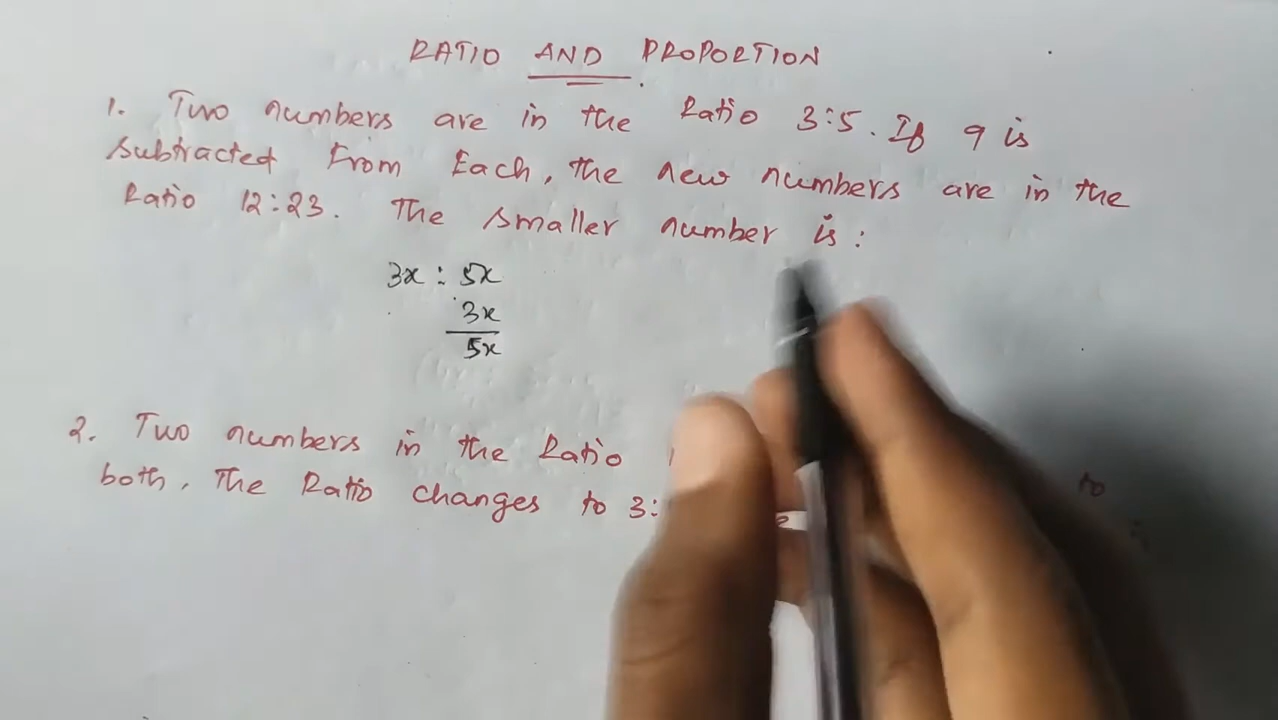 RATIO AND PROPORTION
1. Two numbers are in the Ratio 3:5. If 9 is
subtracted From Each, the new numbers are in the
Ratio 12:23. The smaller number is:
3x : 5x
3x
5x
2. Two numbers in the Ratio
to
both, The Ratio changes to 3: